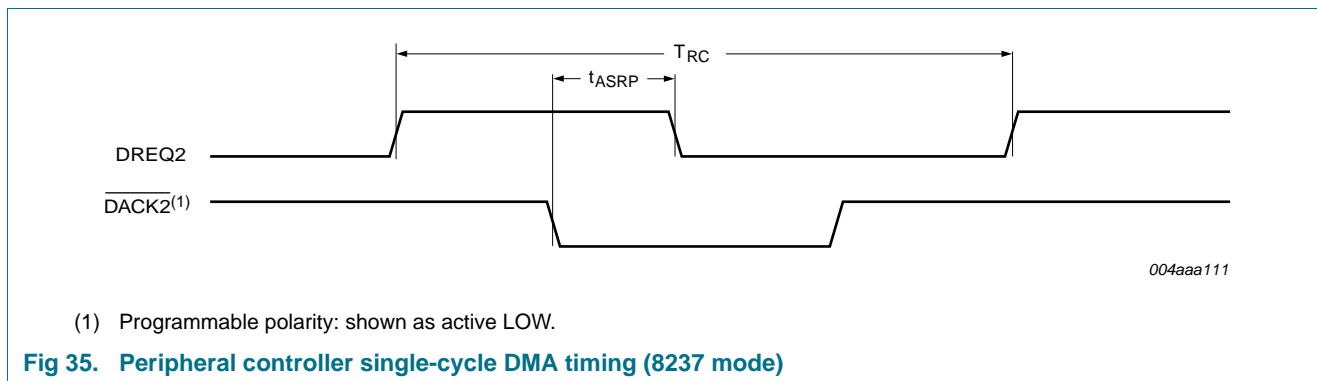 T_RC
t_ASRP
DREQ2
DACK2(1)
004aaa111
(1) Programmable polarity: shown as active LOW.
Fig 35. Peripheral controller single-cycle DMA timing (8237 mode)